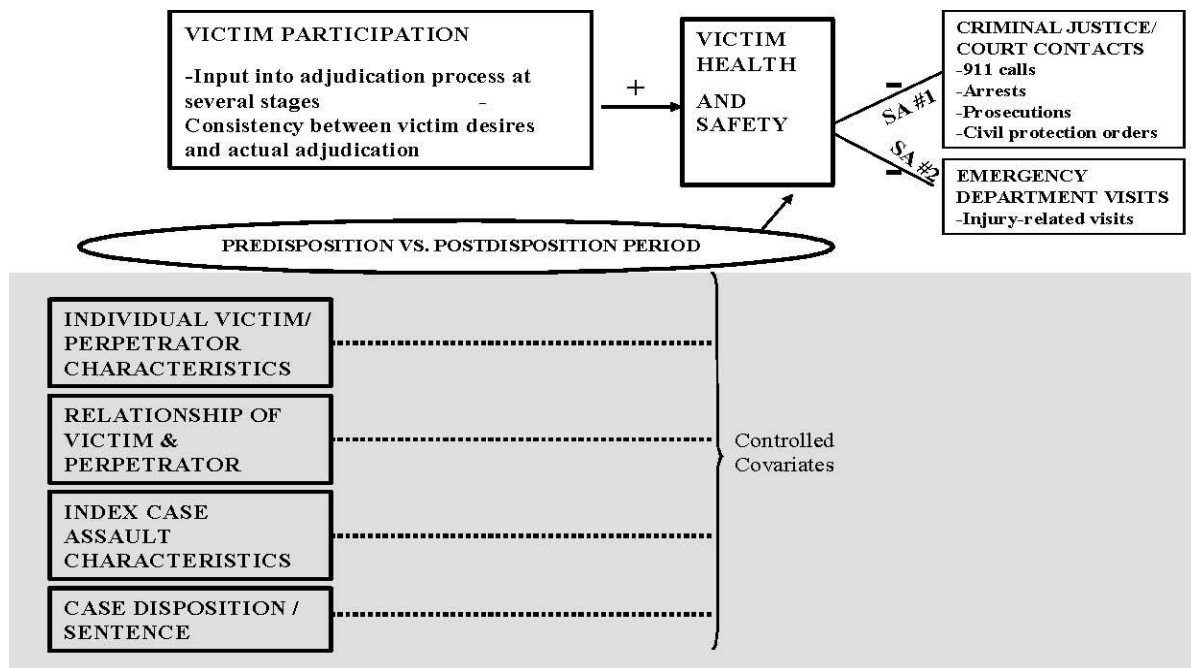 VICTIM PARTICIPATION
-Input into adjudication process at
several stages -
Consistency between victim desires
and actual adjudication
+
VICTIM
HEALTH
AND
SAFETY
-
SA #1
-
SA #2
CRIMINAL JUSTICE/
COURT CONTACTS
-911 calls
-Arrests
-Prosecutions
-Civil protection orders
EMERGENCY
DEPARTMENT VISITS
-Injury-related visits
PREDISPOSITION VS. POSTDISPOSITION PERIOD
INDIVIDUAL VICTIM/
PERPETRATOR
CHARACTERISTICS
RELATIONSHIP OF
VICTIM &
PERPETRATOR
INDEX CASE
ASSAULT
CHARACTERISTICS
CASE DISPOSITION /
SENTENCE
Controlled
Covariates